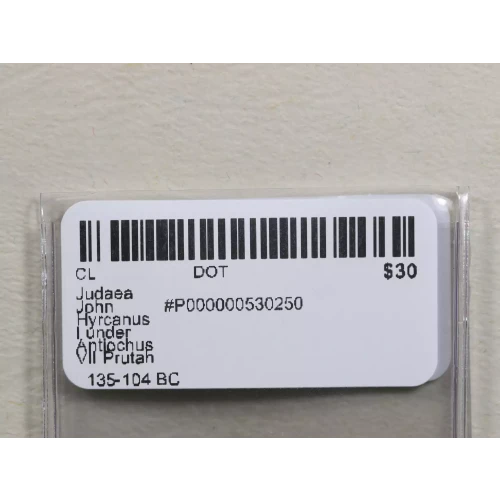 CL DOT $30
Judaea
John #P000000530250
Hyrcanus
I under
Antiochus
VII Prutah
135-104 BC